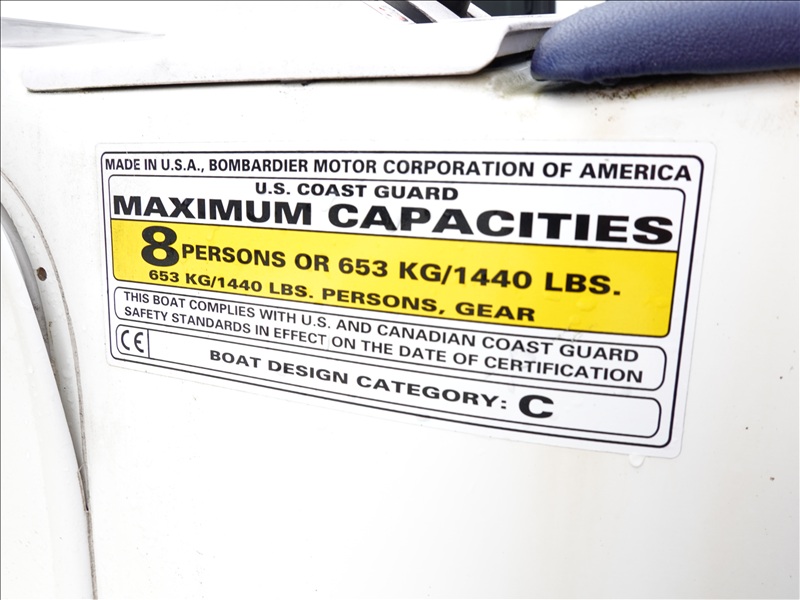 MADE IN U.S.A., BOMBARDIER MOTOR CORPORATION OF AMERICA
U.S. COAST GUARD
MAXIMUM CAPACITIES
8 PERSONS OR 653 KG/1440 LBS.
653 KG/1440 LBS. PERSONS, GEAR
THIS BOAT COMPLIES WITH U.S. AND CANADIAN COAST GUARD
SAFETY STANDARDS IN EFFECT ON THE DATE OF CERTIFICATION
CE
BOAT DESIGN CATEGORY: C